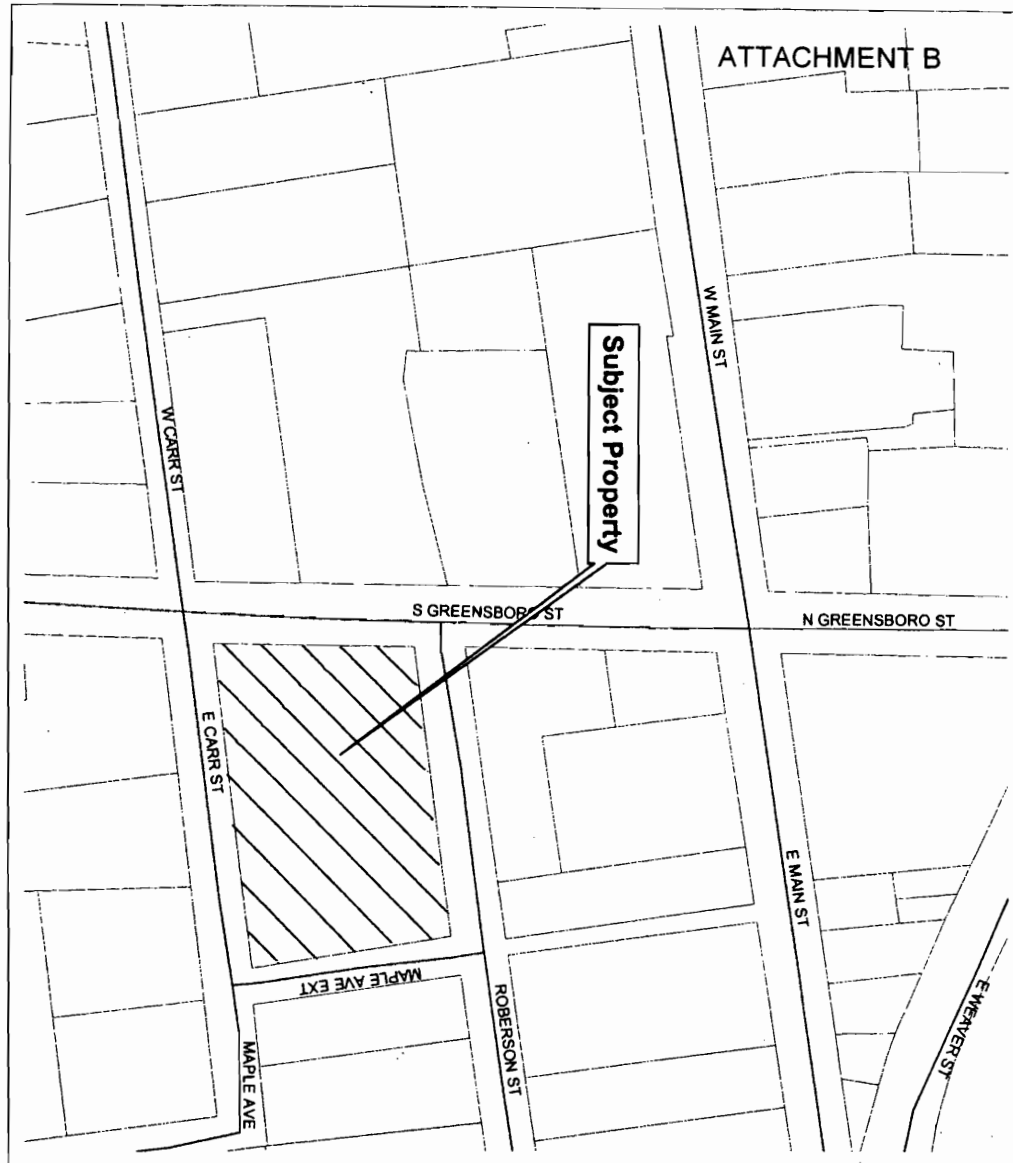 ATTACHMENT B
W MAIN ST
Subject Property
W CARR ST
S GREENSBORO ST
N GREENSBORO ST
E CARR ST
E MAIN ST
MAPLE AVE EXT
ROBERSON ST
E WEAVER ST
MAPLE AVE